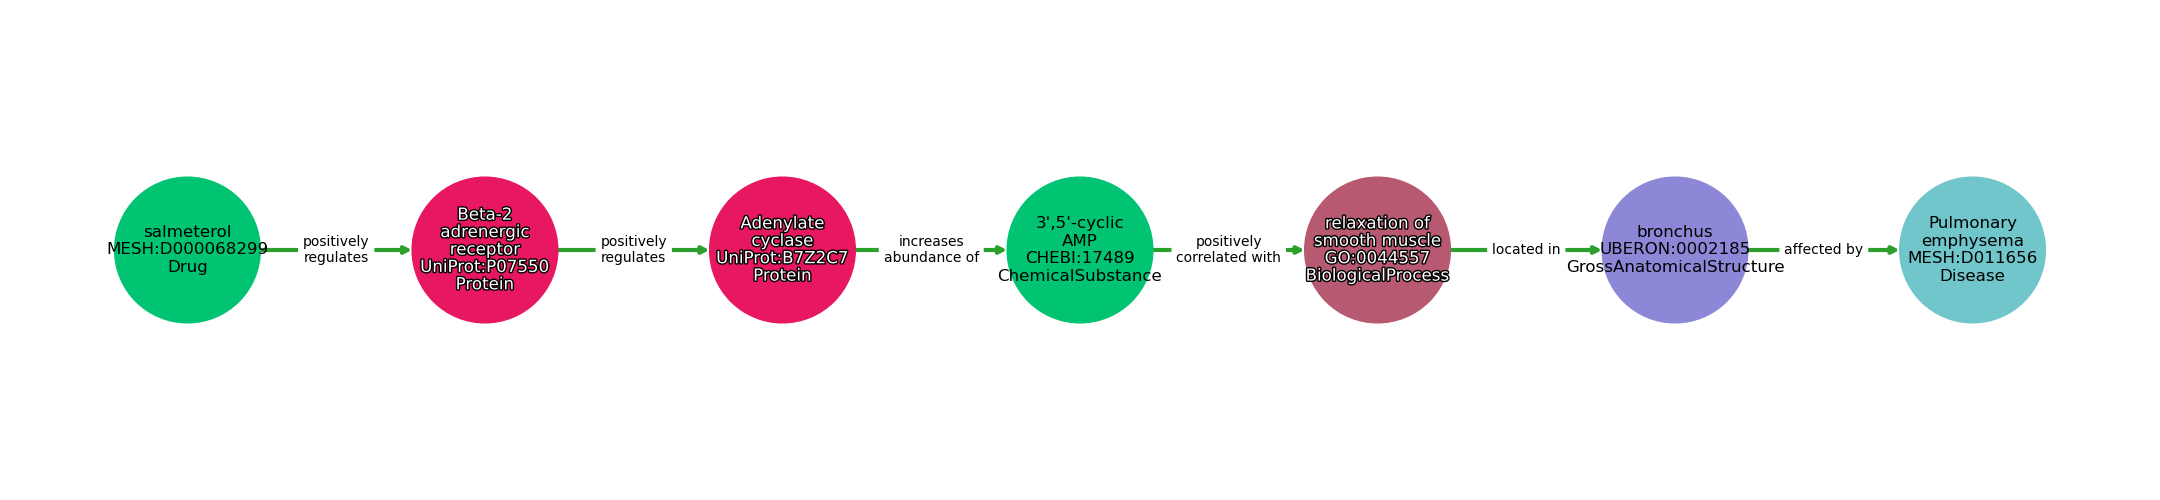 salmeterol
MESH:D000068299
Drug
positively
regulates
Beta-2
adrenergic
receptor
UniProt:P07550
Protein
positively
regulates
Adenylate
cyclase
UniProt:B7Z2C7
Protein
increases
abundance of
3',5'-cyclic
AMP
CHEBI:17489
ChemicalSubstance
positively
correlated with
relaxation of
smooth muscle
GO:0044557
BiologicalProcess
located in
bronchus
UBERON:0002185
GrossAnatomicalStructure
affected by
Pulmonary
emphysema
MESH:D011656
Disease